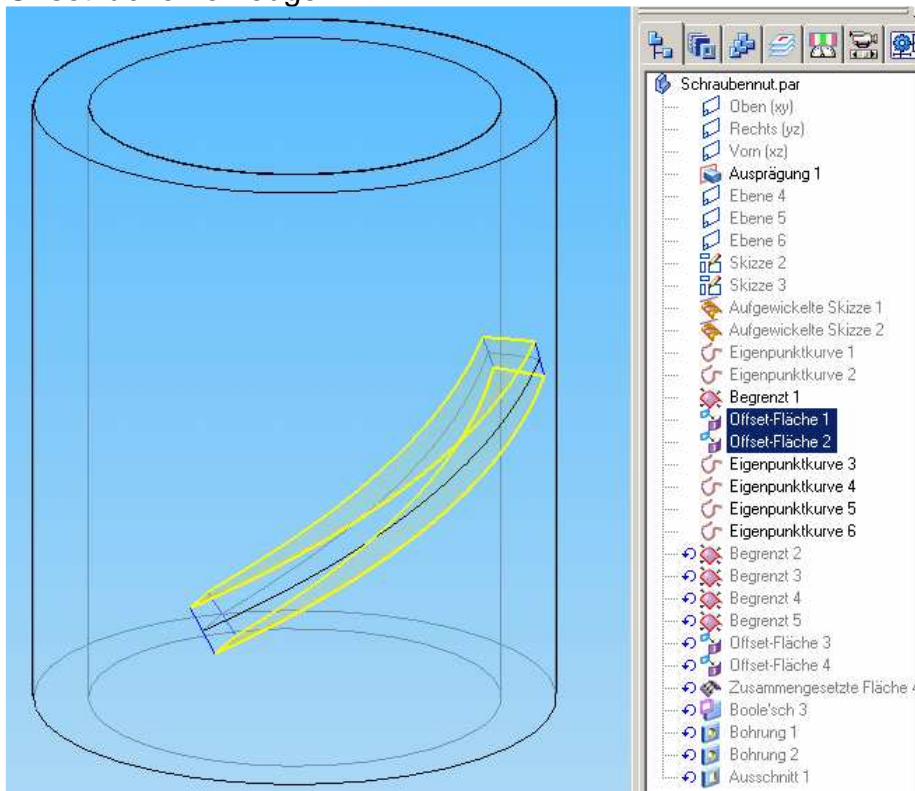 Schraubennut.par
Oben (xy)
Rechts (yz)
Vorn (xz)
Ausprägung 1
Ebene 4
Ebene 5
Ebene 6
Skizze 2
Skizze 3
Aufgewickelte Skizze 1
Aufgewickelte Skizze 2
Eigenpunktkurve 1
Eigenpunktkurve 2
Begrenzt 1
Offset-Fläche 1
Offset-Fläche 2
Eigenpunktkurve 3
Eigenpunktkurve 4
Eigenpunktkurve 5
Eigenpunktkurve 6
Begrenzt 2
Begrenzt 3
Begrenzt 4
Begrenzt 5
Offset-Fläche 3
Offset-Fläche 4
Zusammengesetzte Fläche 4
Boole'sch 3
Bohrung 1
Bohrung 2
Ausschnitt 1